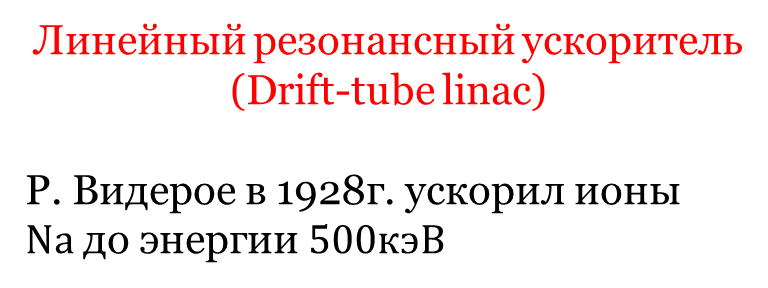 Линейный резонансный ускоритель
(Drift-tube linac)
Р. Видерое в 1928г. ускорил ионы
Na до энергии 500кэВ